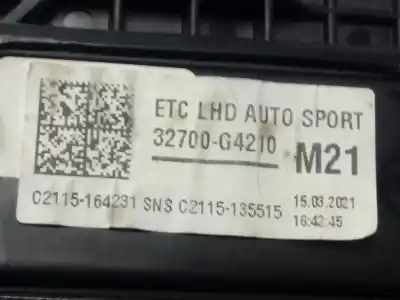 ETC LHD AUTO SPORT
32700-G4210 M21
C2115-164231 SNS C2115-135515 15.03.2021
16:42:45